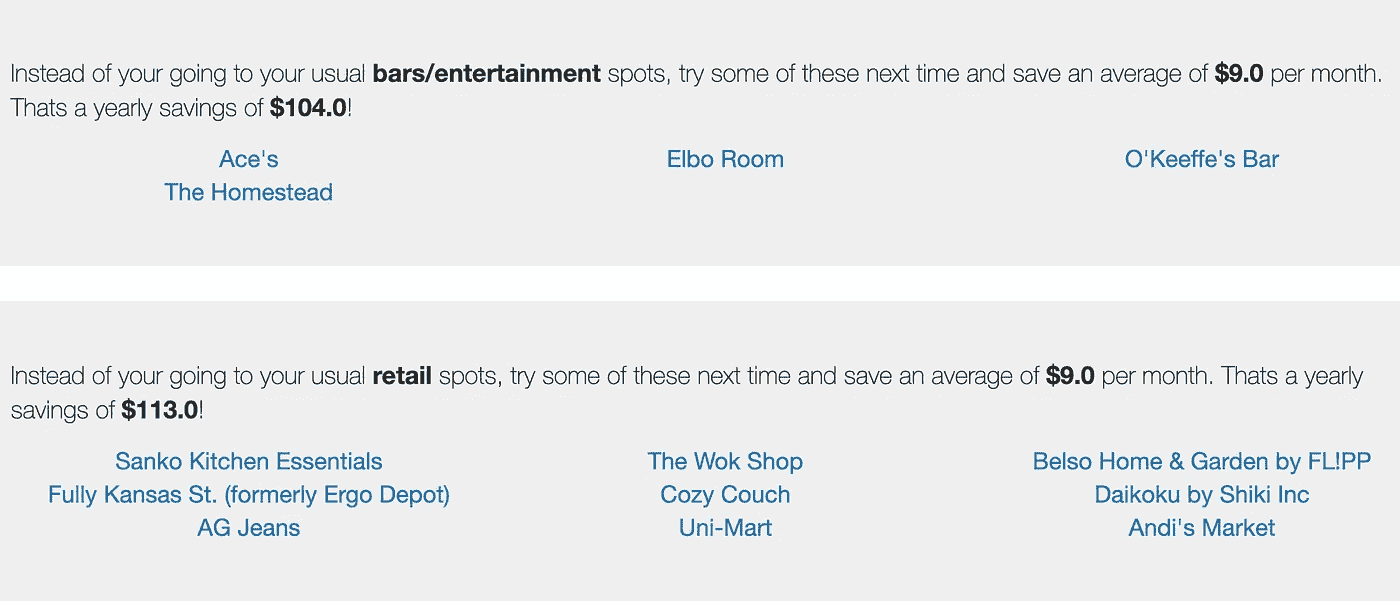 Instead of your going to your usual bars/entertainment spots, try some of these next time and save an average of $9.0 per month.
Thats a yearly savings of $104.0!
Ace's Elbo Room O'Keeffe's Bar
The Homestead
Instead of your going to your usual retail spots, try some of these next time and save an average of $9.0 per month. Thats a yearly
savings of $113.0!
Sanko Kitchen Essentials The Wok Shop Belso Home & Garden by FL!PP
Fully Kansas St. (formerly Ergo Depot) Cozy Couch Daikoku by Shiki Inc
AG Jeans Uni-Mart Andi's Market